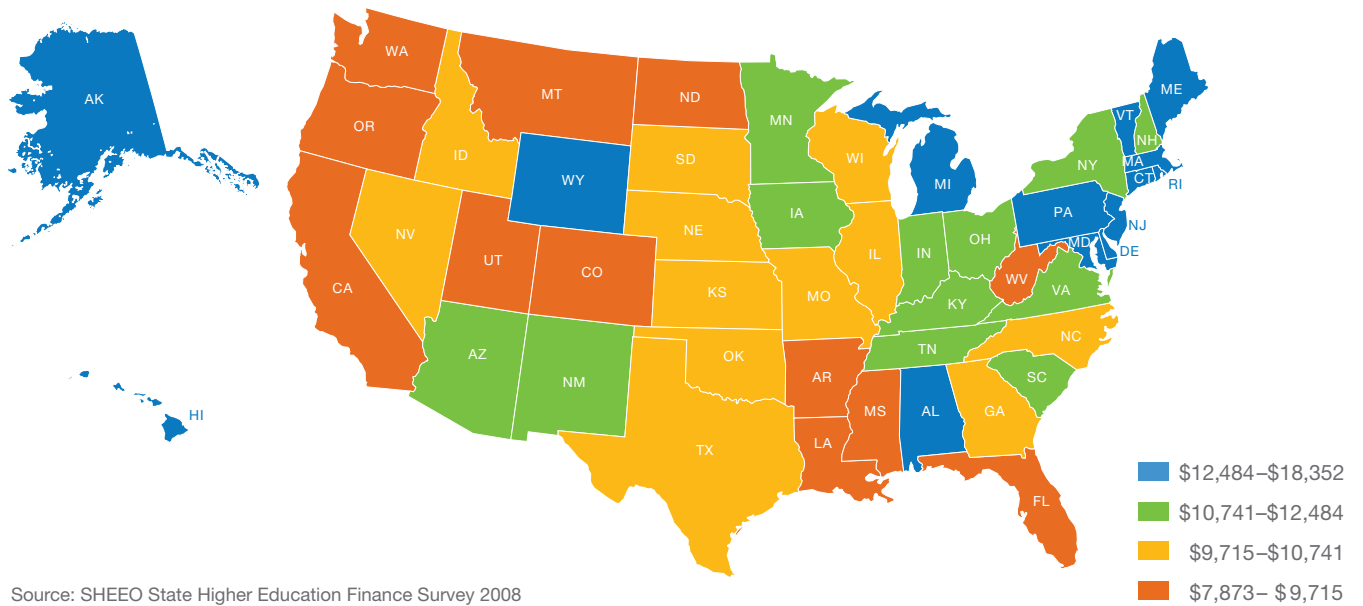 WA
MT
ND
MN
ME
AK
OR
ID
SD
WI
VT
NH
NY
MA
WY
MI
CT
RI
IA
PA
NE
NV
NJ
OH
IL
IN
MD
DE
UT
CO
WV
CA
KS
MO
VA
KY
NC
AZ
TN
OK
NM
AR
SC
HI
MS
AL
GA
LA
TX
FL
$12,484–$18,352
$10,741–$12,484
$9,715–$10,741
$7,873– $9,715
Source: SHEEO State Higher Education Finance Survey 2008